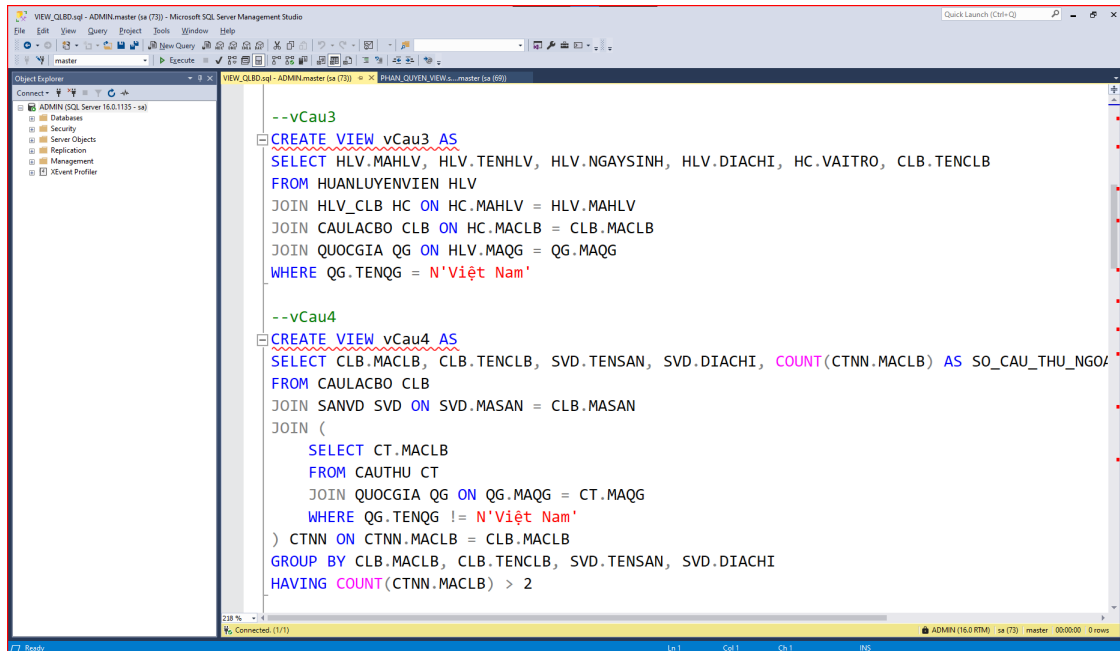 VIEW_QLBD.sql - ADMIN.master (sa (73)) - Microsoft SQL Server Management Studio
Quick Launch (Ctrl+Q)
File Edit View Query Project Tools Window Help
New Query
master Execute
Object Explorer
VIEW_QLBD.sql - ADMIN.master (sa (73)) PHAN_QUYEN_VIEW.s....master (sa (69))
Connect
ADMIN (SQL Server 16.0.1135 - sa)
Databases
Security
Server Objects
Replication
Management
XEvent Profiler
--vCau3
CREATE VIEW vCau3 AS
SELECT HLV.MAHLV, HLV.TENHLV, HLV.NGAYSINH, HLV.DIACHI, HC.VAITRO, CLB.TENCLB
FROM HUANLUYENVIEN HLV
JOIN HLV_CLB HC ON HC.MAHLV = HLV.MAHLV
JOIN CAULACBO CLB ON HC.MACLB = CLB.MACLB
JOIN QUOCGIA QG ON HLV.MAQG = QG.MAQG
WHERE QG.TENQG = N'Việt Nam'
--vCau4
CREATE VIEW vCau4 AS
SELECT CLB.MACLB, CLB.TENCLB, SVD.TENSAN, SVD.DIACHI, COUNT(CTNN.MACLB) AS SO_CAU_THU_NGOA
FROM CAULACBO CLB
JOIN SANVD SVD ON SVD.MASAN = CLB.MASAN
JOIN (
SELECT CT.MACLB
FROM CAUTHU CT
JOIN QUOCGIA QG ON QG.MAQG = CT.MAQG
WHERE QG.TENQG != N'Việt Nam'
) CTNN ON CTNN.MACLB = CLB.MACLB
GROUP BY CLB.MACLB, CLB.TENCLB, SVD.TENSAN, SVD.DIACHI
HAVING COUNT(CTNN.MACLB) > 2
218 %
Connected. (1/1) ADMIN (16.0 RTM) sa (73) master 00:00:00 0 rows
Ready Ln 1 Col 1 Ch 1 INS